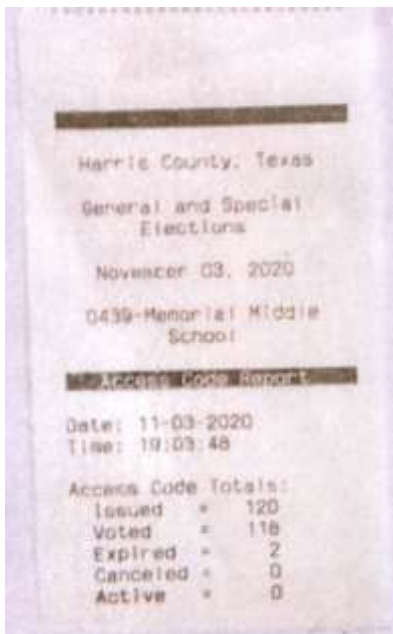 Harris County, Texas
General and Special
Elections
November 03, 2020
0439-Memorial Middle
School
Access Code Report
Date: 11-03-2020
Time: 19:03:48
Access Code Totals:
Issued = 120
Voted = 118
Expired = 2
Canceled = 0
Active = 0